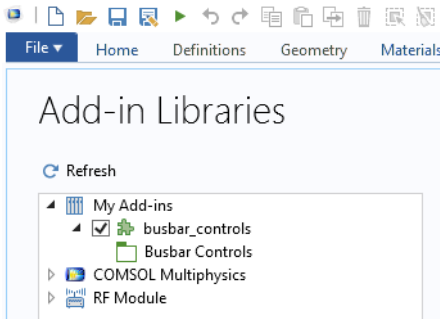 File Home Definitions Geometry Materials
Add-in Libraries
Refresh
My Add-ins
busbar_controls
Busbar Controls
COMSOL Multiphysics
RF Module